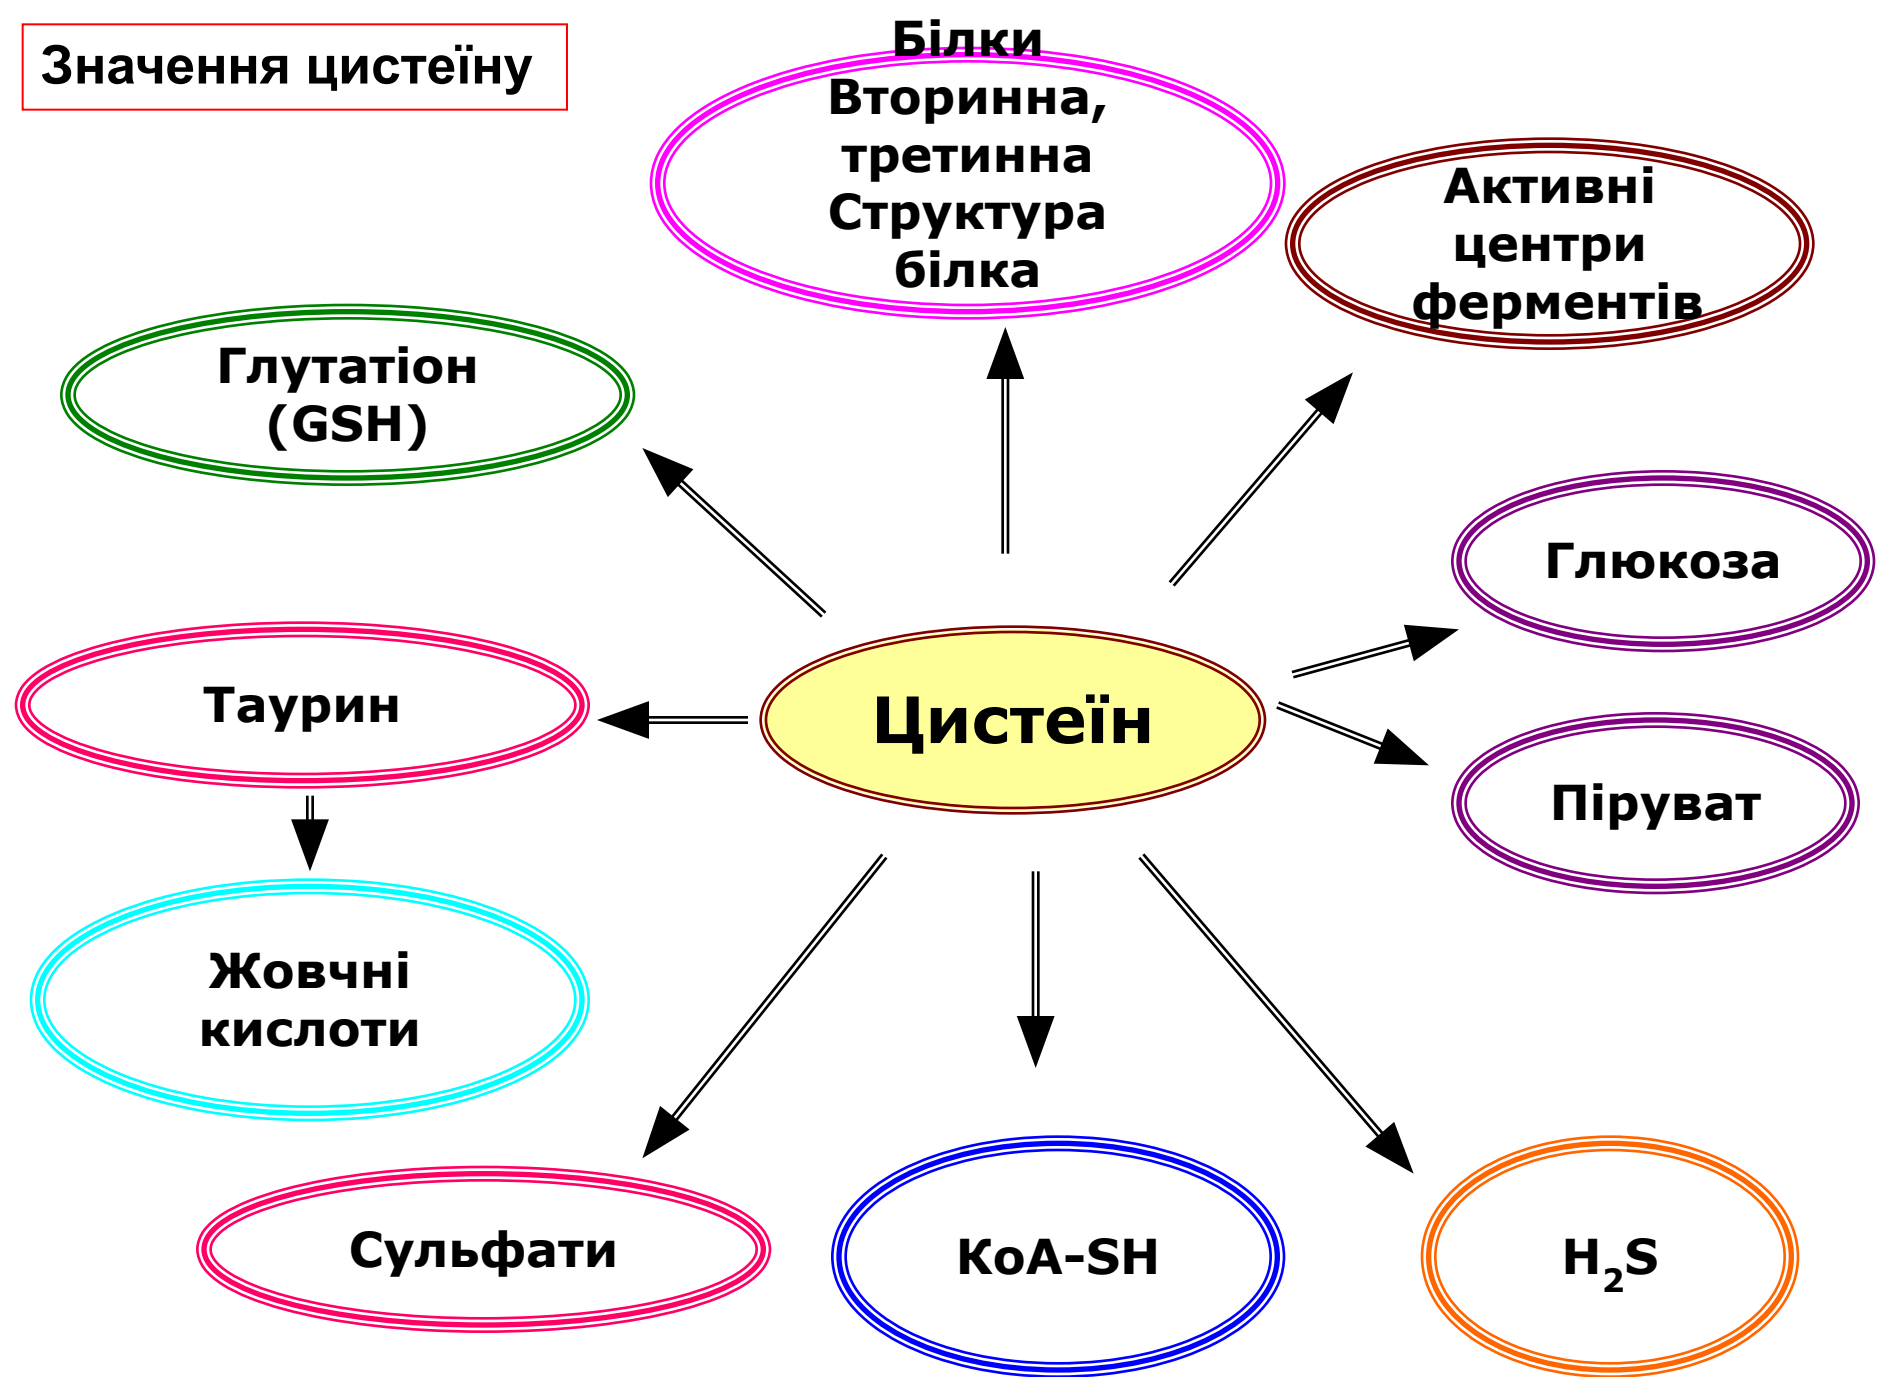 Значення цистеїну
Білки
Вторинна,
третинна
Структура
білка
Активні
центри
ферментів
Глутатіон
(GSH)
Глюкоза
Таурин
Цистеїн
Піруват
Жовчні
кислоти
Сульфати
КоА–SH
H₂S